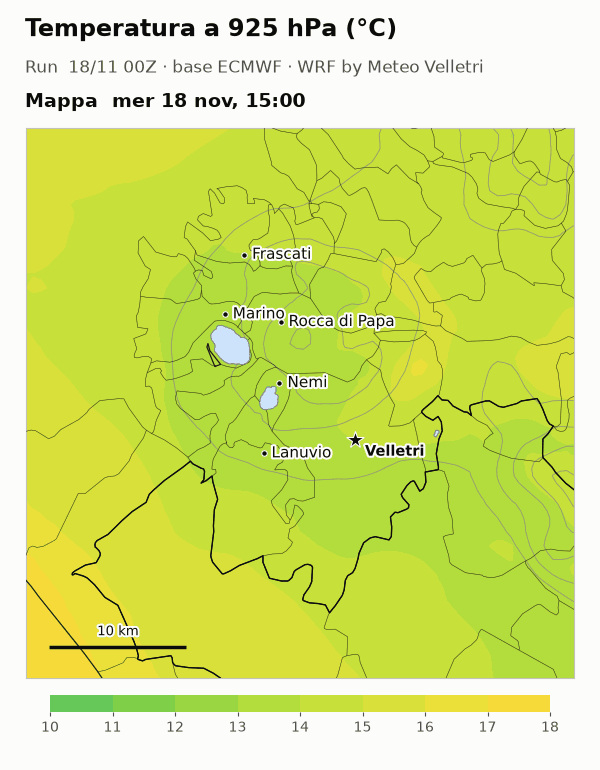 Temperatura a 925 hPa (°C)
Run  18/11 00Z · base ECMWF · WRF by Meteo Velletri
Mappa  mer 18 nov, 15:00
Frascati
Marino
Rocca di Papa
Nemi
Velletri
Lanuvio
10 km
10 11 12 13 14 15 16 17 18